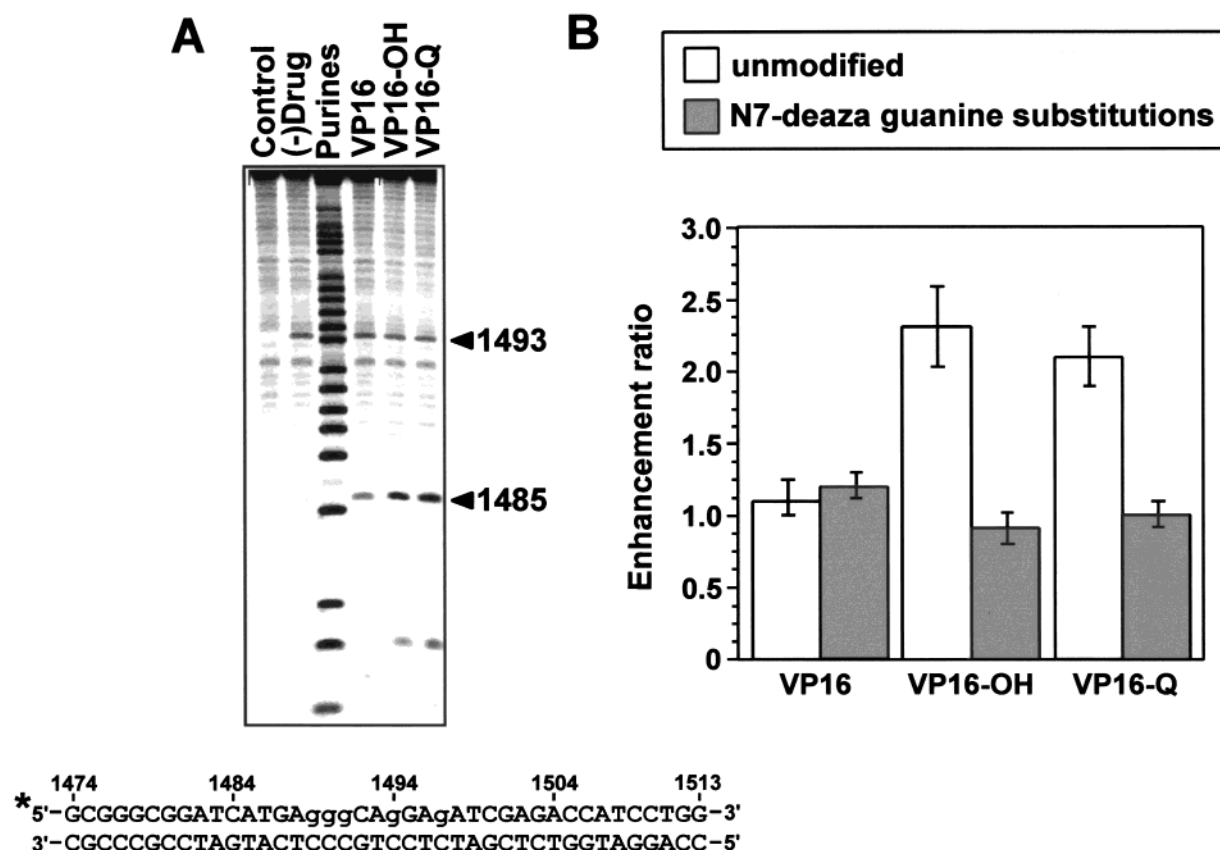 A
Control
(-)Drug
Purines
VP16
VP16-OH
VP16-Q
◄1493
◄1485
B
unmodified
N7-deaza guanine substitutions
Enhancement ratio
3.0
2.5
2.0
1.5
1.0
0.5
0
VP16 VP16-OH VP16-Q
1474 1484 1494 1504 1513
*5'-GCGGGCGGATCATGAgggCAgGAgATCGAGACCATCCTGG-3'
3'-CGCCCGCCTAGTACTCCCGTCCTCTAGCTCTGGTAGGACC-5'